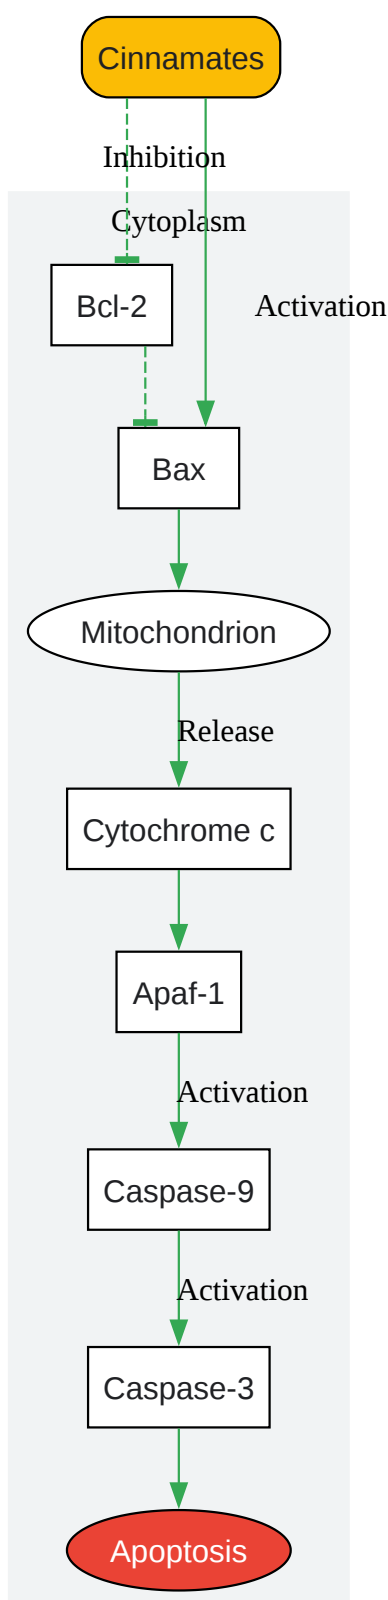 Cinnamates
Inhibition
Cytoplasm
Bcl-2
Activation
Bax
Mitochondrion
Release
Cytochrome c
Apaf-1
Activation
Caspase-9
Activation
Caspase-3
Apoptosis